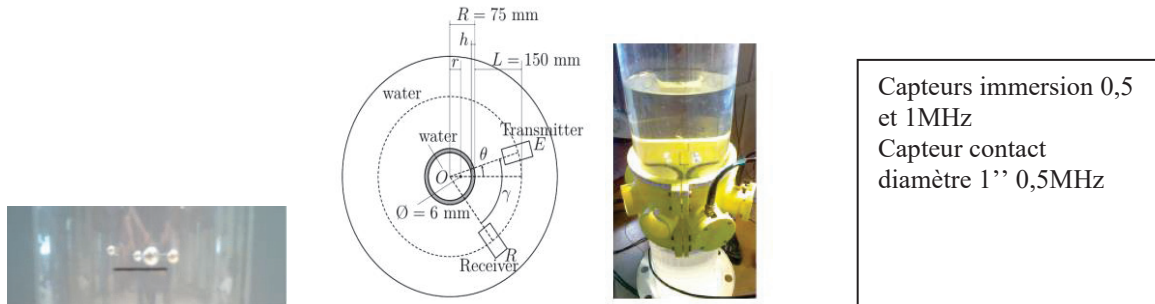 R = 75 mm
h
L = 150 mm
r
water
Transmitter
water
E
θ
O
γ
Ø = 6 mm
R
Receiver
Capteurs immersion 0,5
et 1MHz
Capteur contact
diamètre 1’’ 0,5MHz